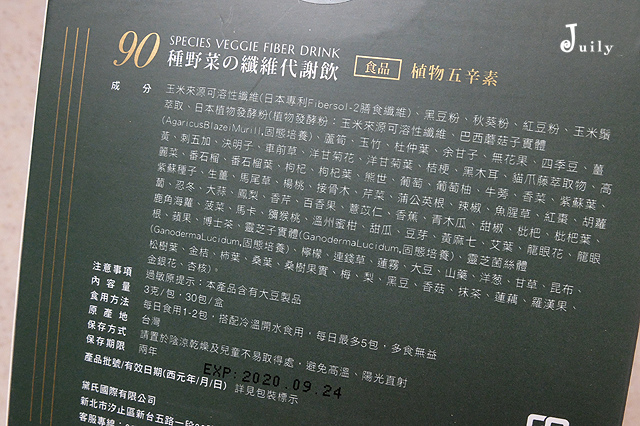 Juily
90 SPECIES VEGGIE FIBER DRINK
種野菜の纖維代謝飲 食品 植物五辛素
成分 玉米來源可溶性纖維(日本專利Fibersol-2膳食纖維)、黑豆粉、秋葵粉、紅豆粉、玉米鬚
萃取、日本植物發酵粉(植物發酵粉：玉米來源可溶性纖維、巴西蘑菇子實體
(AgaricusBlazeiMurill,固態培養)、蘆筍、玉竹、杜仲葉、余甘子、無花果、四季豆、薑
黃、刺五加、決明子、車前草、洋甘菊花、洋甘菊葉、桔梗、黑木耳、貓爪藤萃取物、高
麗菜、番石榴、番石榴葉、枸杞、枸杞葉、熊世、葡萄、葡萄柚、牛蒡、香菜、紫蘇葉、
紫蘇種子、生薑、馬尾草、楊桃、接骨木、芹菜、蒲公英根、辣椒、魚腥草、紅棗、胡蘿
蔔、忍冬、大蒜、鳳梨、香芹、百香果、薏苡仁、香蕉、青木瓜、甜椒、枇杷、枇杷葉、
鹿角海蘿、菠菜、馬卡、獼猴桃、溫州蜜柑、甜瓜、豆芽、黃麻七、艾葉、龍眼花、龍眼
根、蘋果、博士茶、靈芝子實體(GanodermaLucidum,固態培養)、靈芝菌絲體
(GanodermaLucidum,固態培養)、檸檬、連錢草、蓮霧、大豆、山藥、洋蔥、甘草、昆布、
松樹葉、金桔、柿葉、桑葉、桑樹果實、梅、梨、黑豆、香菇、抹茶、蓮藕、羅漢果、
金銀花、杏核)。
注意事項 過敏原提示：本產品含有大豆製品
內容量 3克/包，30包/盒
食用方法 每日食用1-2包，搭配冷溫開水食用，每日最多5包，多食無益
原產地 台灣
保存方式 請置於陰涼乾燥及兒童不易取得處，避免高溫、陽光直射
保存期限 兩年
產品批號/有效日期(西元年/月/日) 詳見包裝標示
EXP: 2020.09.24
黛氏國際有限公司
新北市汐止區新台五路一段
客服專線：